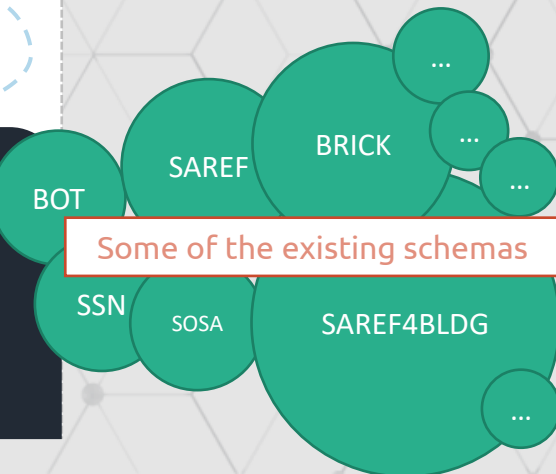 ...
BRICK
...
SAREF
...
BOT
Some of the existing schemas
SSN
SOSA
SAREF4BLDG
...